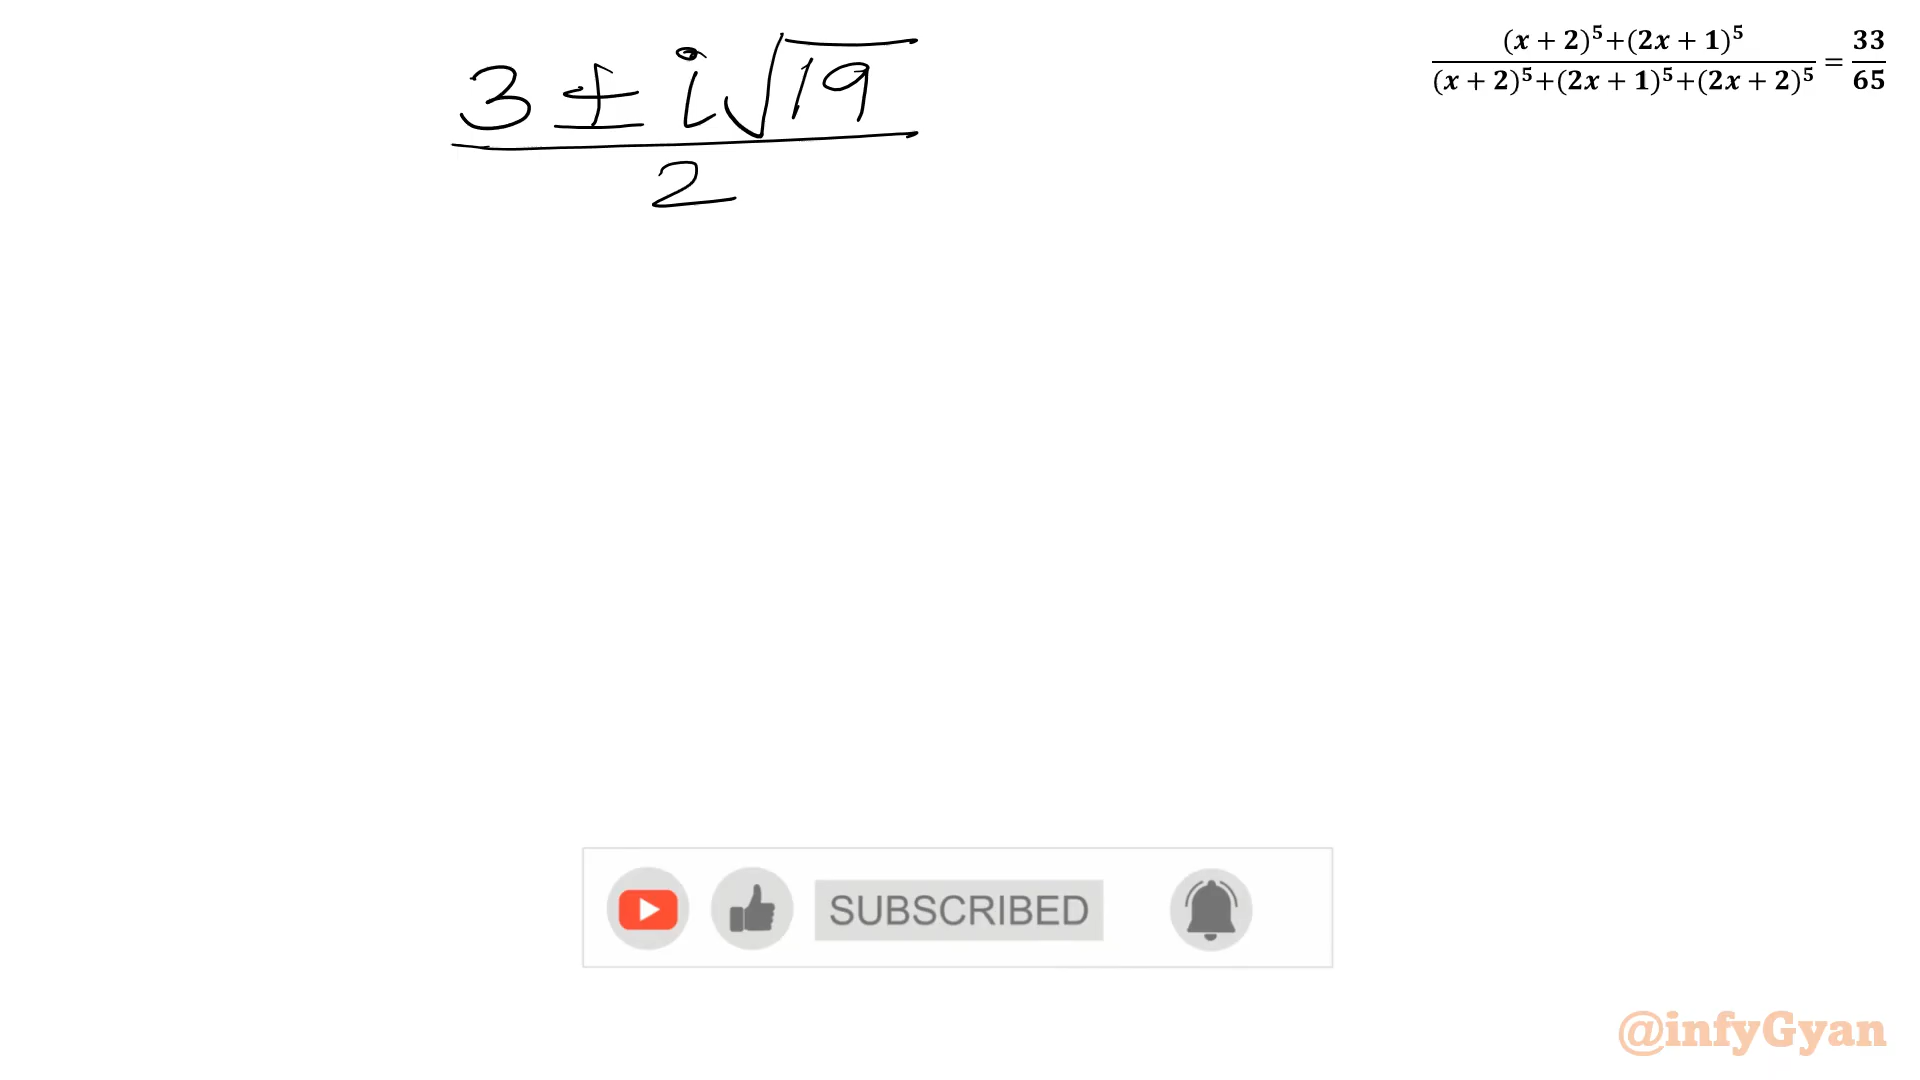 3 ± i√19
2
(x + 2)⁵+(2x + 1)⁵
(x + 2)⁵+(2x + 1)⁵+(2x + 2)⁵ = 33
65
SUBSCRIBED
@infyGyan